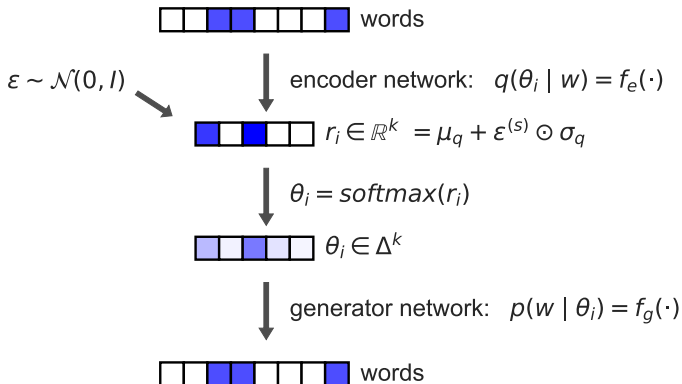 words
encoder network: q(θᵢ | w) = fₑ(·)
ε ∼ 𝒩(0, I)
rᵢ ∈ ℝᵏ = μ_q + ε⁽ˢ⁾ ⊙ σ_q
θᵢ = softmax(rᵢ)
θᵢ ∈ Δᵏ
generator network: p(w | θᵢ) = f_g(·)
words